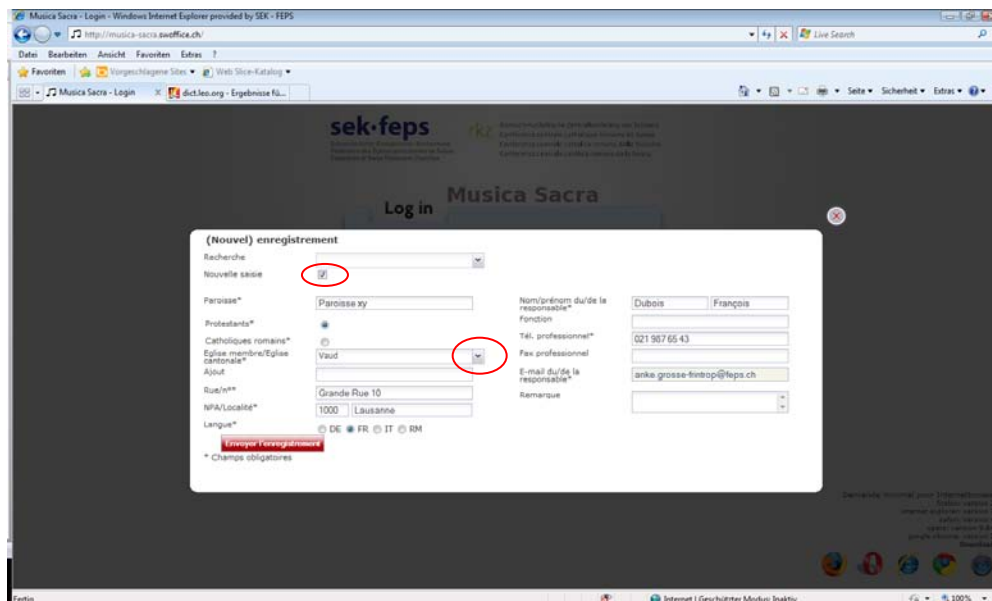 Musica Sacra - Login - Windows Internet Explorer provided by SEK - FEPS
http://musica-sacra.swoffice.ch/
Live Search
Datei Bearbeiten Ansicht Favoriten Extras ?
Favoriten Vorgeschlagene Sites Web Slice-Katalog
Musica Sacra - Login dict.leo.org - Ergebnisse fü... Seite Sicherheit Extras
sek·feps
rkz
Musica Sacra
Log in
(Nouvel) enregistrement
Recherche
Nouvelle saisie
Paroisse* Paroisse xy
Protestants*
Catholiques romains*
Eglise membre/Eglise cantonale* Vaud
Ajout
Rue/n°* Grande Rue 10
NPA/Localité* 1000 Lausanne
Langue* DE FR IT RM
Envoyer l'enregistrement
* Champs obligatoires
Nom/prénom du/de la responsable* Dubois François
Fonction
Tél. professionnel* 021 987 65 43
Fax professionnel
E-mail du/de la responsable* anke.grosse-frintrop@feps.ch
Remarque
Fertig
Internet | Geschützter Modus: Inaktiv
100%